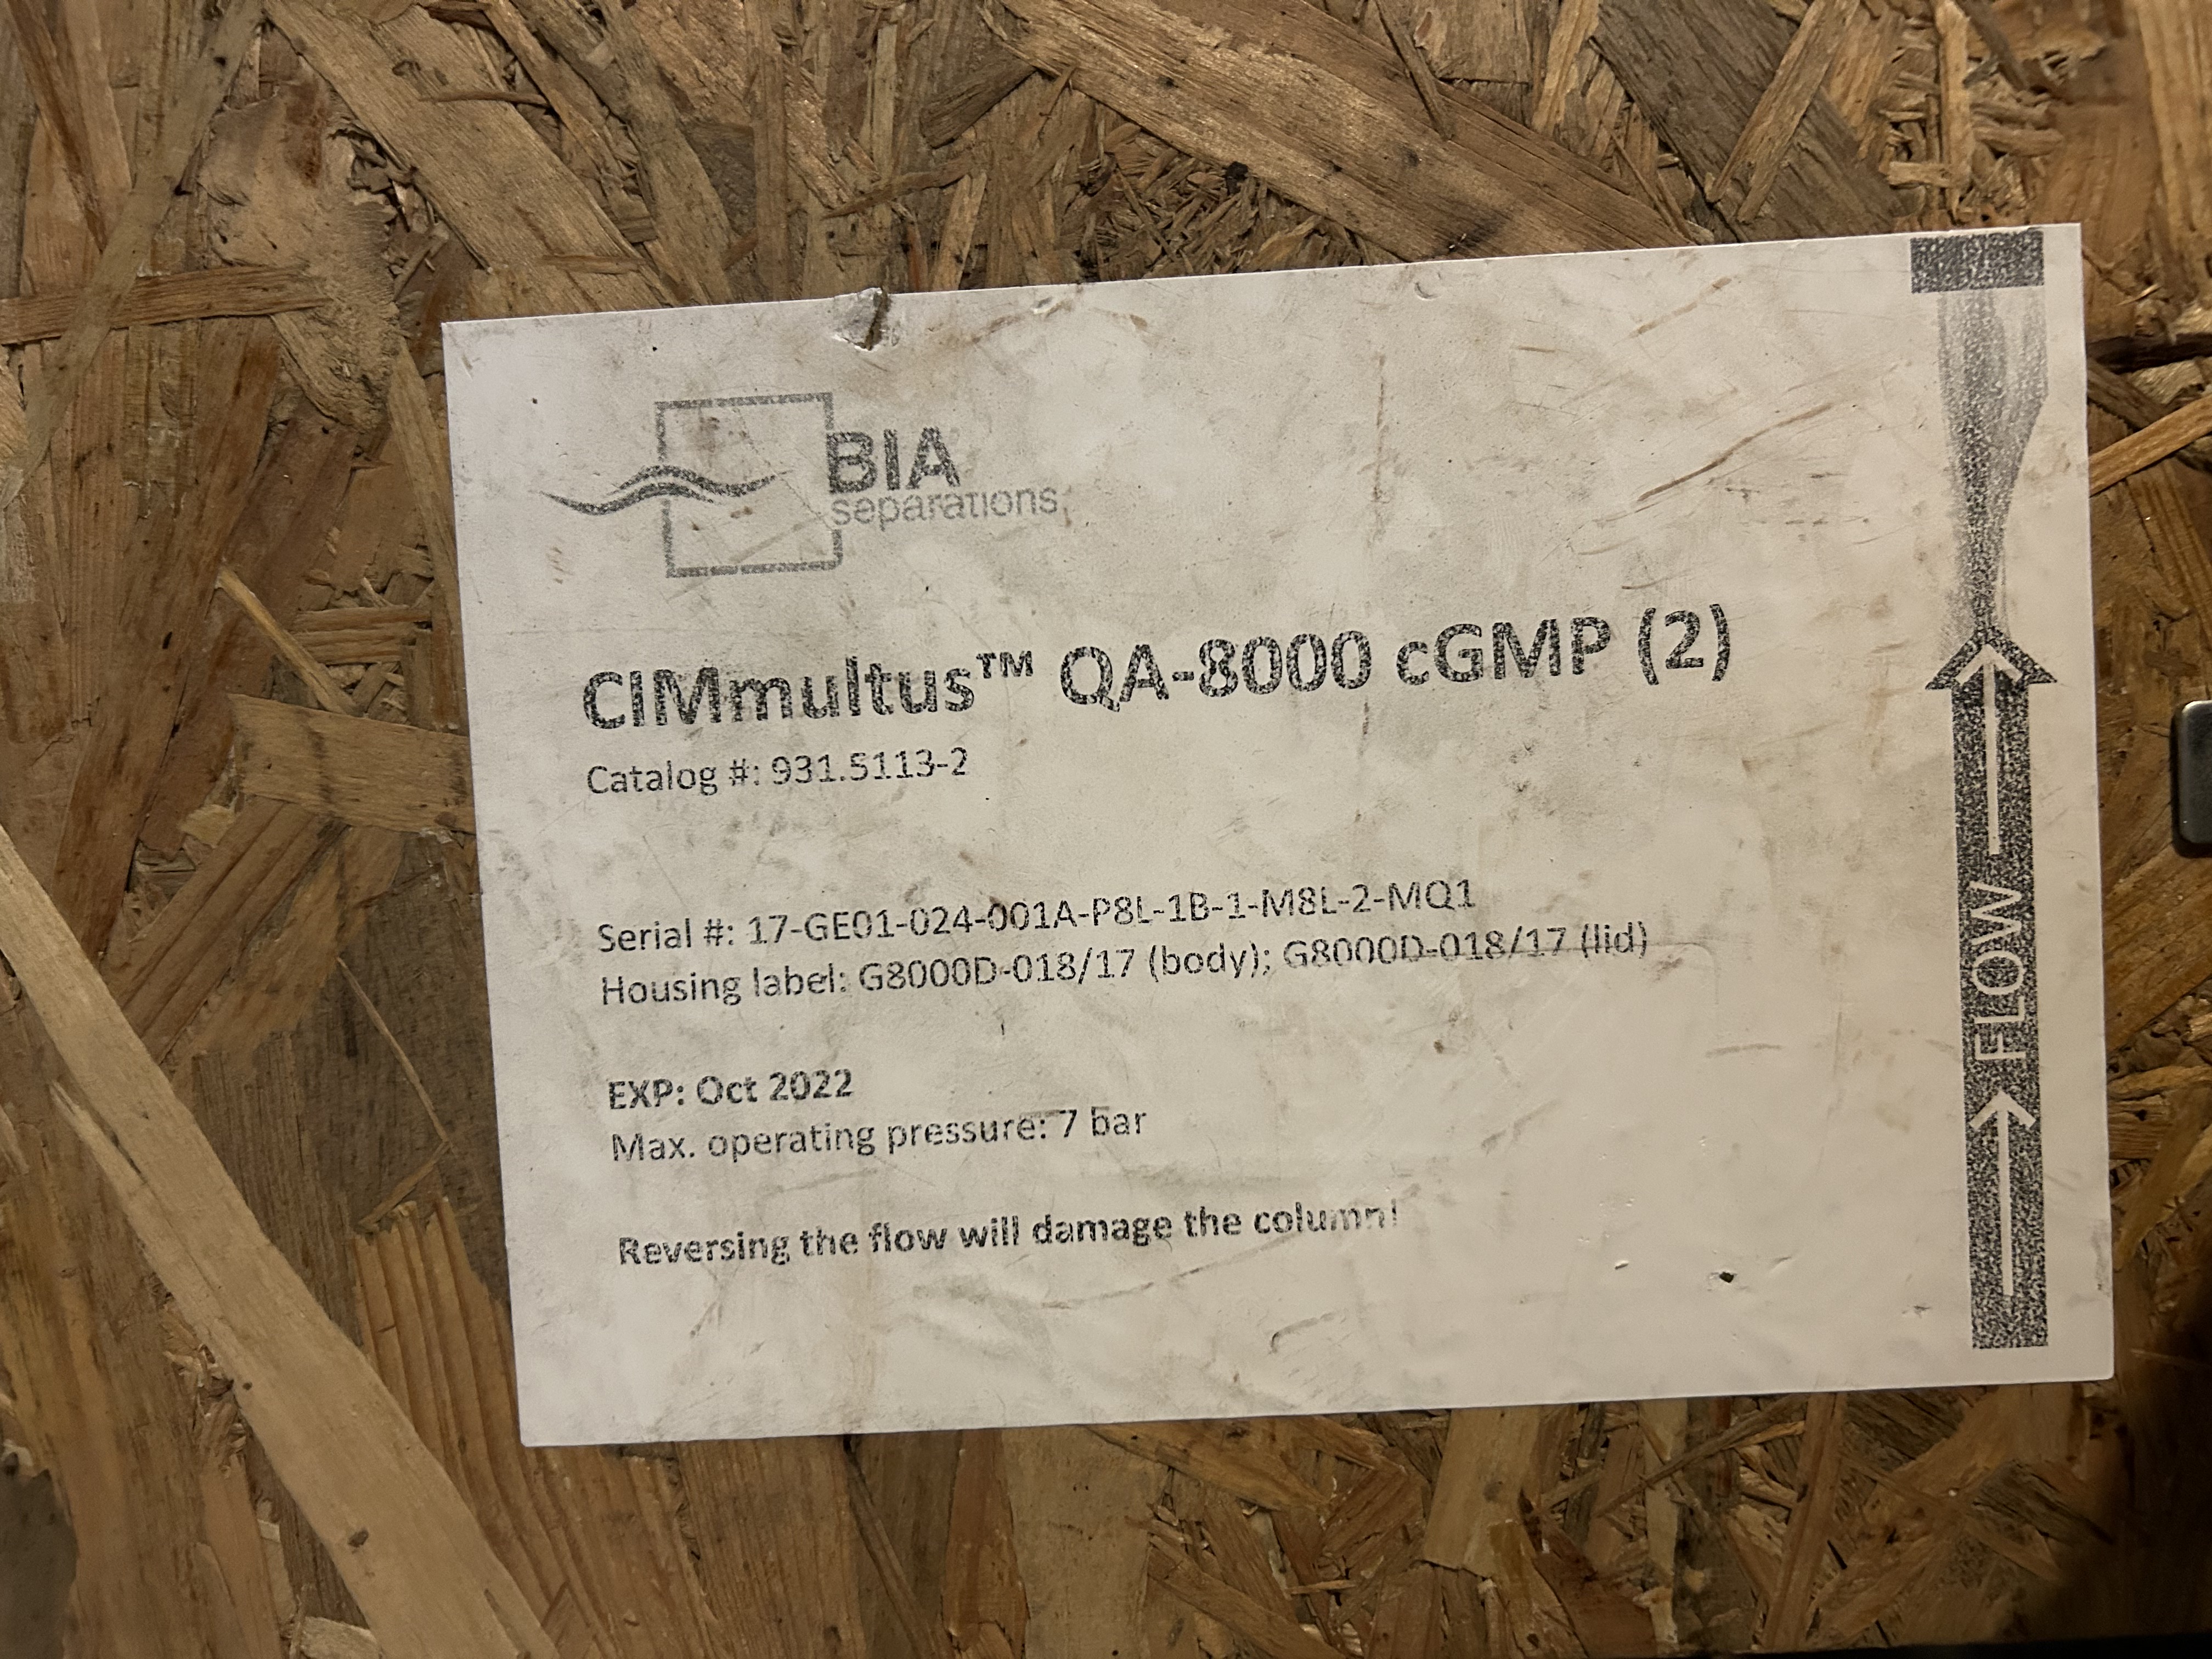 BIA
separations
CIMmultus™ QA-8000 cGMP (2)
Catalog #: 931.5113-2
Serial #: 17-GE01-024-001A-P8L-1B-1-M8L-2-MQ1
Housing label: G8000D-018/17 (body); G8000D-018/17 (lid)
EXP: Oct 2022
Max. operating pressure: 7 bar
Reversing the flow will damage the column!
FLOW